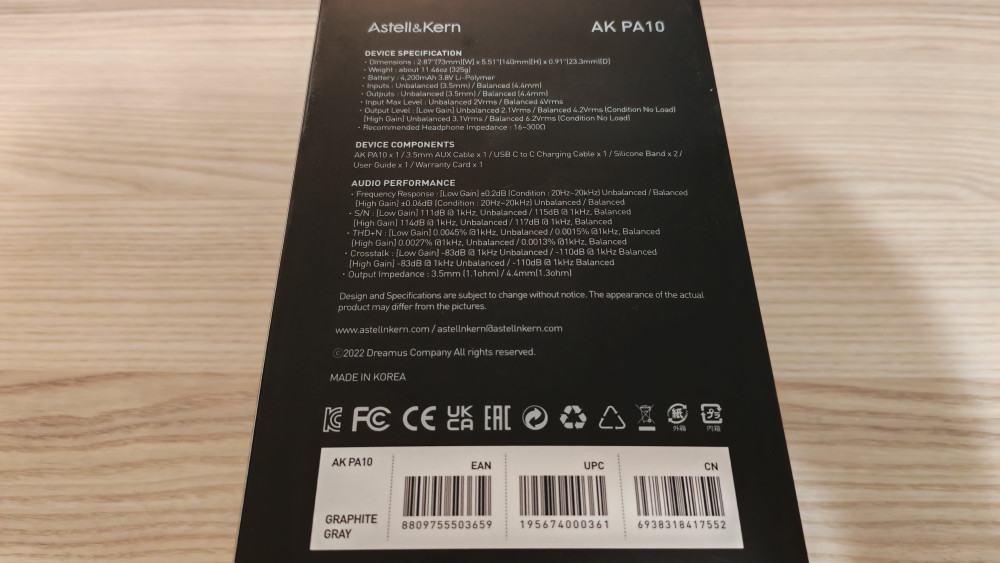 Astell&Kern
AK PA10
DEVICE SPECIFICATION
• Dimensions : 2.87"(73mm)[W] x 5.51"(140mm)[H] x 0.91"(23.3mm)[D]
• Weight : about 11.46oz (325g)
• Battery : 4,200mAh 3.8V Li-Polymer
• Inputs : Unbalanced (3.5mm) / Balanced (4.4mm)
• Outputs : Unbalanced (3.5mm) / Balanced (4.4mm)
• Input Max Level : Unbalanced 2Vrms / Balanced 4Vrms
• Output Level : [Low Gain] Unbalanced 2.1Vrms / Balanced 4.2Vrms (Condition No Load)
[High Gain] Unbalanced 3.1Vrms / Balanced 6.2Vrms (Condition No Load)
• Recommended Headphone Impedance : 16~300Ω
DEVICE COMPONENTS
AK PA10 x 1 / 3.5mm AUX Cable x 1 / USB C to C Charging Cable x 1 / Silicone Band x 2 /
User Guide x 1 / Warranty Card x 1
AUDIO PERFORMANCE
• Frequency Response : [Low Gain] ±0.2dB (Condition : 20Hz~20kHz) Unbalanced / Balanced
[High Gain] ±0.06dB (Condition : 20Hz~20kHz) Unbalanced / Balanced
• S/N : [Low Gain] 111dB @ 1kHz, Unbalanced / 115dB @ 1kHz, Balanced
[High Gain] 114dB @ 1kHz, Unbalanced / 117dB @ 1kHz, Balanced
• THD+N : [Low Gain] 0.0045% @1kHz, Unbalanced / 0.0015% @1kHz, Balanced
[High Gain] 0.0027% @1kHz, Unbalanced / 0.0013% @1kHz, Balanced
• Crosstalk : [Low Gain] -83dB @ 1kHz Unbalanced / -110dB @ 1kHz Balanced
[High Gain] -83dB @ 1kHz Unbalanced / -110dB @ 1kHz Balanced
• Output Impedance : 3.5mm (1.1ohm) / 4.4mm(1.3ohm)
Design and Specifications are subject to change without notice. The appearance of the actual
product may differ from the pictures.
www.astellnkern.com / astellnkern@astellnkern.com
ⓒ2022 Dreamus Company All rights reserved.
MADE IN KOREA
FC CE UK CA EAC 紙 外箱 プラ 内箱
AK PA10
GRAPHITE
GRAY
EAN
8809755503659
UPC
195674000361
CN
6938318417552